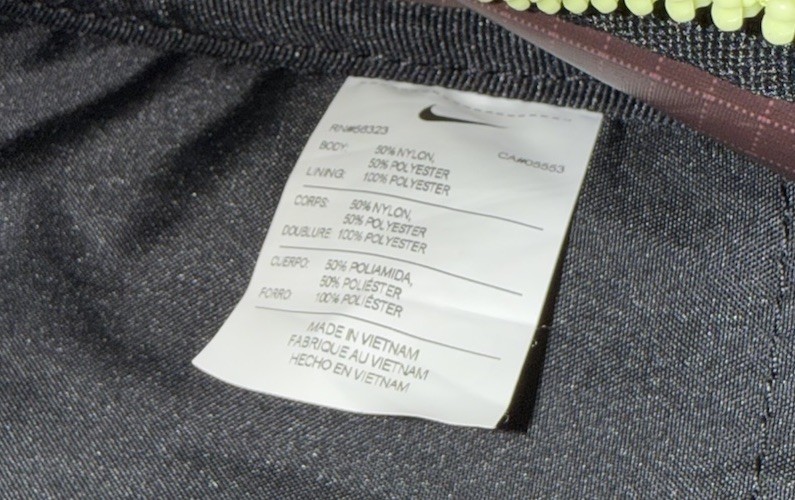 RN#56323
CA#05553
BODY: 50% NYLON,
50% POLYESTER
LINING: 100% POLYESTER
CORPS: 50% NYLON,
50% POLYESTER
DOUBLURE: 100% POLYESTER
CUERPO: 50% POLIAMIDA,
50% POLIÉSTER
FORRO: 100% POLIÉSTER
MADE IN VIETNAM
FABRIQUE AU VIETNAM
HECHO EN VIETNAM